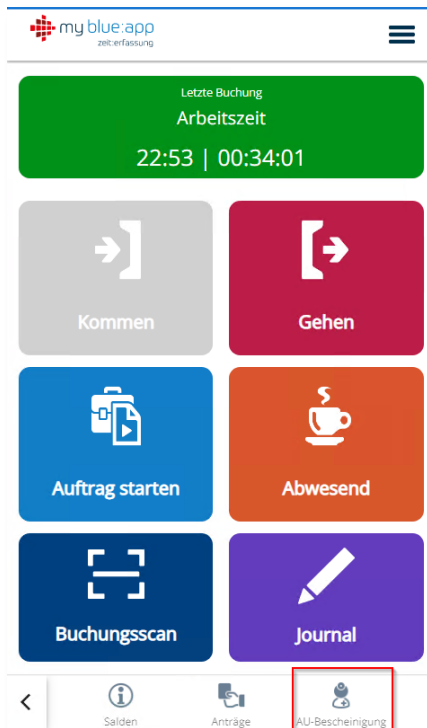 my blue:app
zeit:erfassung
Letzte Buchung
Arbeitszeit
22:53 | 00:34:01
Kommen
Gehen
Auftrag starten
Abwesend
Buchungsscan
Journal
Salden
Anträge
AU-Bescheinigung